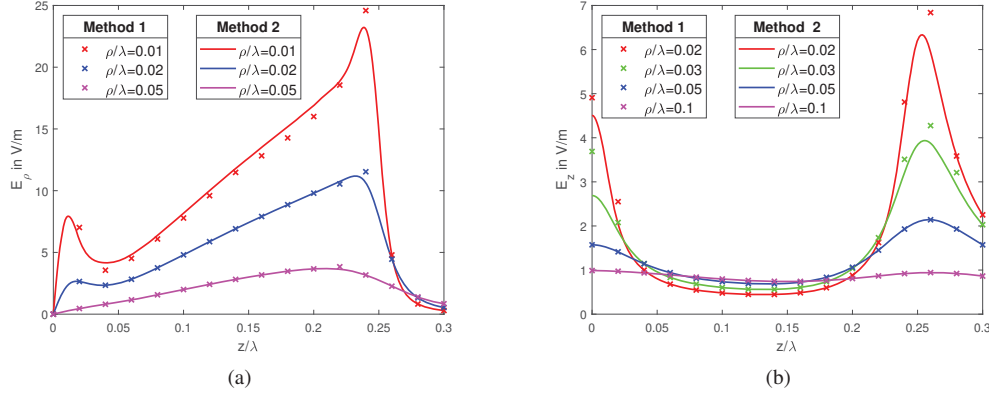 Method 1
ρ/λ=0.01
ρ/λ=0.02
ρ/λ=0.05
Method 2
ρ/λ=0.01
ρ/λ=0.02
ρ/λ=0.05
E_ρ in V/m
25
20
15
10
5
0
0 0.05 0.1 0.15 0.2 0.25 0.3
z/λ
(a)
Method 1
ρ/λ=0.02
ρ/λ=0.03
ρ/λ=0.05
ρ/λ=0.1
Method 2
ρ/λ=0.02
ρ/λ=0.03
ρ/λ=0.05
ρ/λ=0.1
E_z in V/m
7
6
5
4
3
2
1
0
0 0.05 0.1 0.15 0.2 0.25 0.3
z/λ
(b)